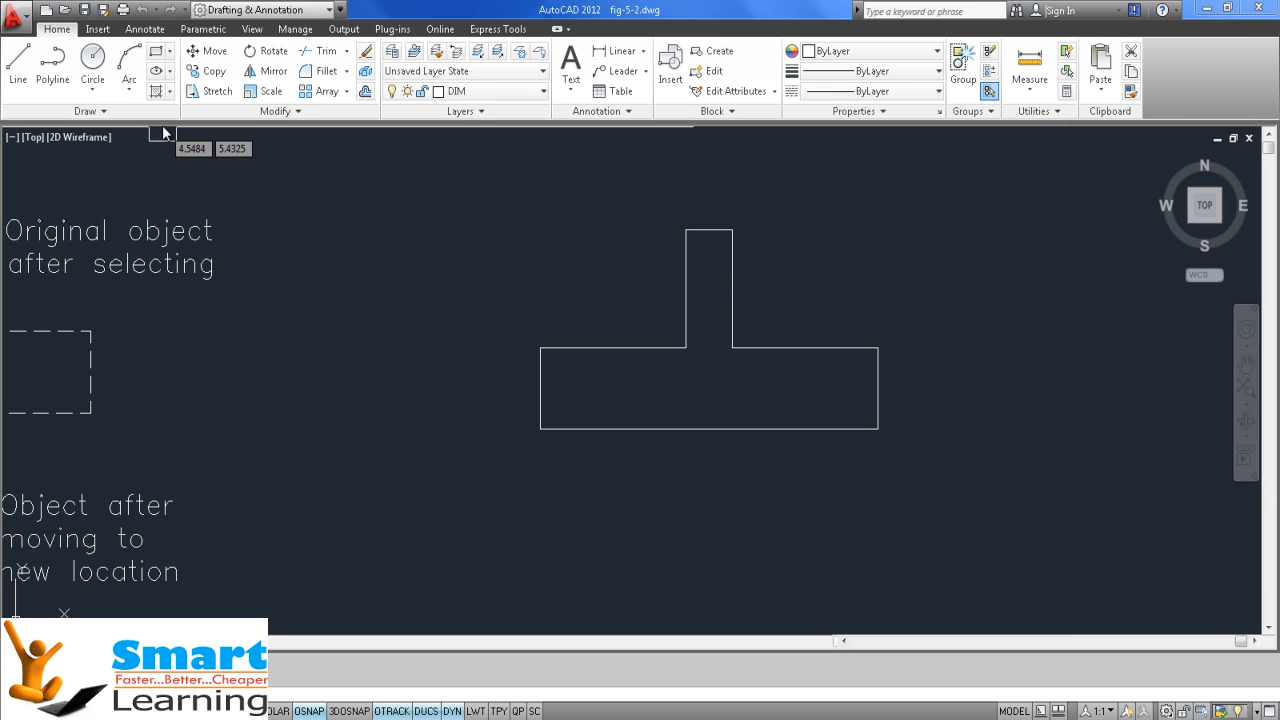 Drafting & Annotation
AutoCAD 2012 fig-5-2.dwg
Type a keyword or phrase
Sign In
Home Insert Annotate Parametric View Manage Output Plug-ins Online Express Tools
Line Polyline Circle Arc
Move Rotate Trim
Copy Mirror Fillet
Stretch Scale Array
Unsaved Layer State
DIM
Text
Linear
Leader
Table
Insert
Create
Edit
Edit Attributes
ByLayer
ByLayer
ByLayer
Group Measure Paste
Draw Modify Layers Annotation Block Properties Groups Utilities Clipboard
[−] [Top] [2D Wireframe]
4.5484 5.4325
N
W TOP E
S
WCS
Original object
after selecting
Object after
moving to
new location
X
Smart
Faster...Better...Cheaper
Learning
OLAR OSNAP 3DOSNAP OTRACK DUCS DYN LWT TPY QP SC
MODEL 1:1